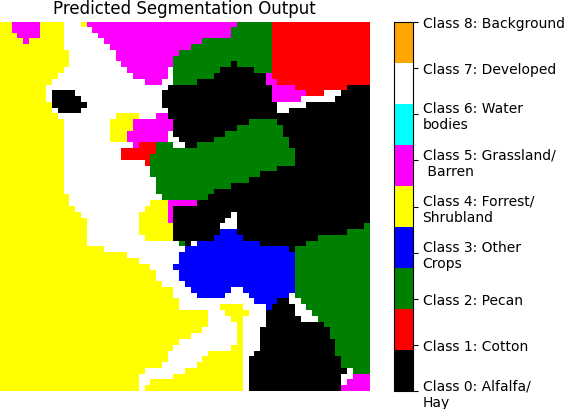 Predicted Segmentation Output
Class 8: Background
Class 7: Developed
Class 6: Water
bodies
Class 5: Grassland/
Barren
Class 4: Forrest/
Shrubland
Class 3: Other
Crops
Class 2: Pecan
Class 1: Cotton
Class 0: Alfalfa/
Hay